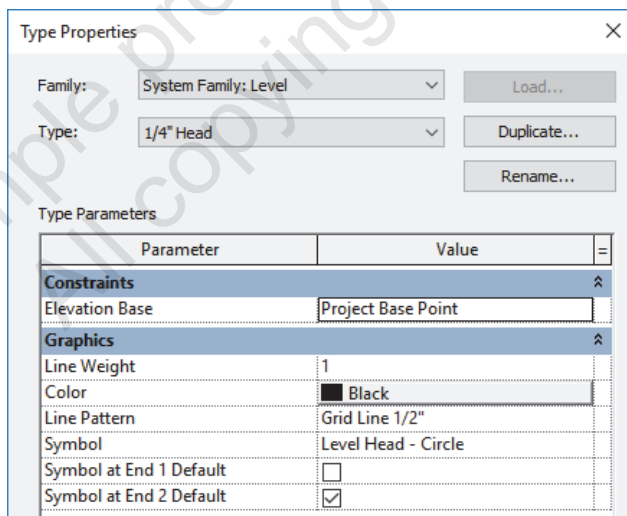 Type Properties
Family: System Family: Level Load...
Type: 1/4" Head Duplicate...
Rename...
Type Parameters
Parameter Value =
Constraints
Elevation Base Project Base Point
Graphics
Line Weight 1
Color Black
Line Pattern Grid Line 1/2"
Symbol Level Head - Circle
Symbol at End 1 Default
Symbol at End 2 Default
All copying